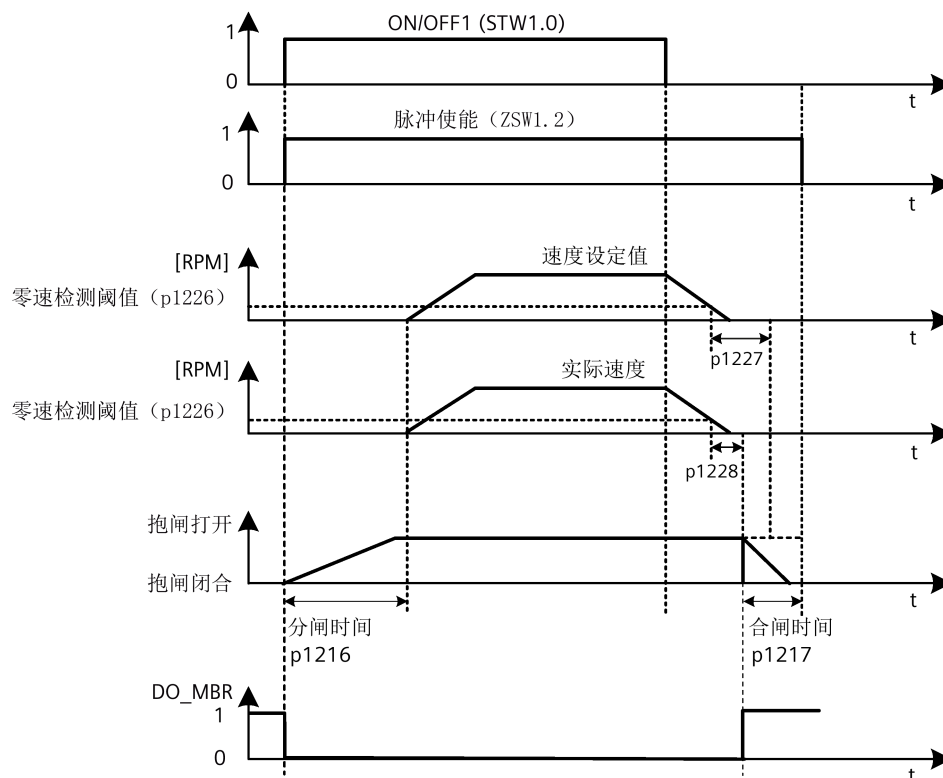 ON/OFF1 (STW1.0)
1
0
t
脉冲使能（ZSW1.2）
1
0
t
[RPM]
速度设定值
零速检测阈值（p1226）
t
p1227
[RPM]
实际速度
零速检测阈值（p1226）
t
p1228
抱闸打开
抱闸闭合
t
分闸时间
p1216
合闸时间
p1217
DO_MBR
1
0
t